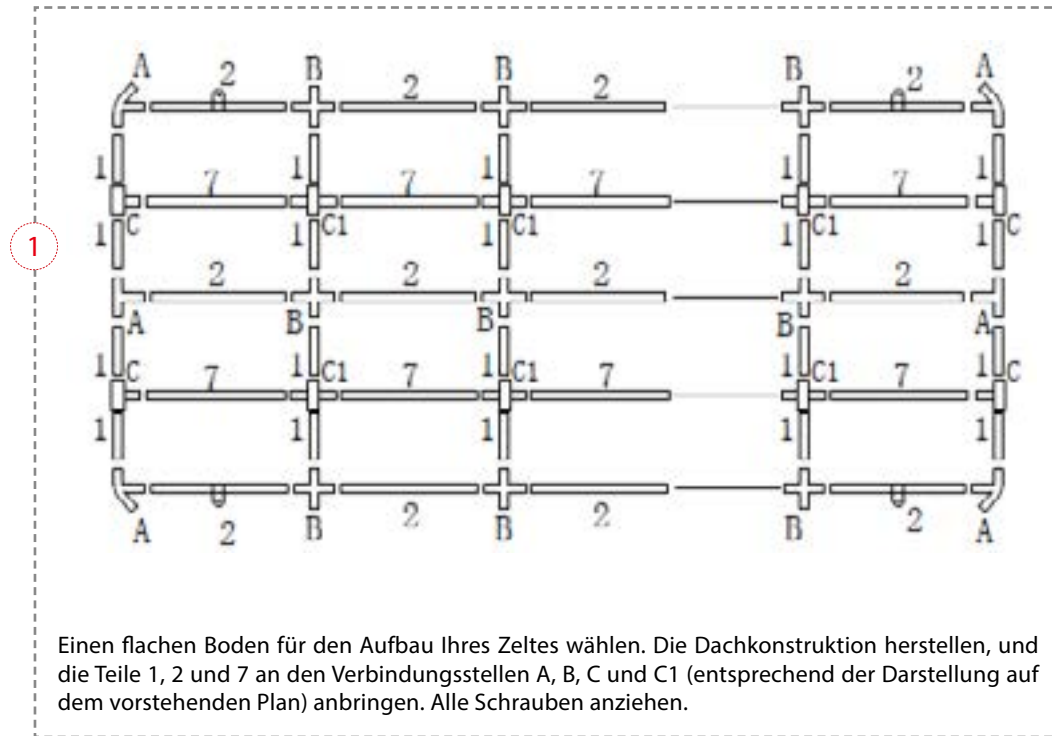 A 2 B 2 B 2 B 2 A
1 1 1 1 1
7 7 7 7
C C1 C1 C1 C
1 1 1 1 1
2 2 2 2
A B B B A
1 C 1 C1 1 C1 1 C1 1 C
7 7 7 7
1 1 1 1 1
A 2 B 2 B 2 B 2 A
1
Einen flachen Boden für den Aufbau Ihres Zeltes wählen. Die Dachkonstruktion herstellen, und
die Teile 1, 2 und 7 an den Verbindungsstellen A, B, C und C1 (entsprechend der Darstellung auf
dem vorstehenden Plan) anbringen. Alle Schrauben anziehen.